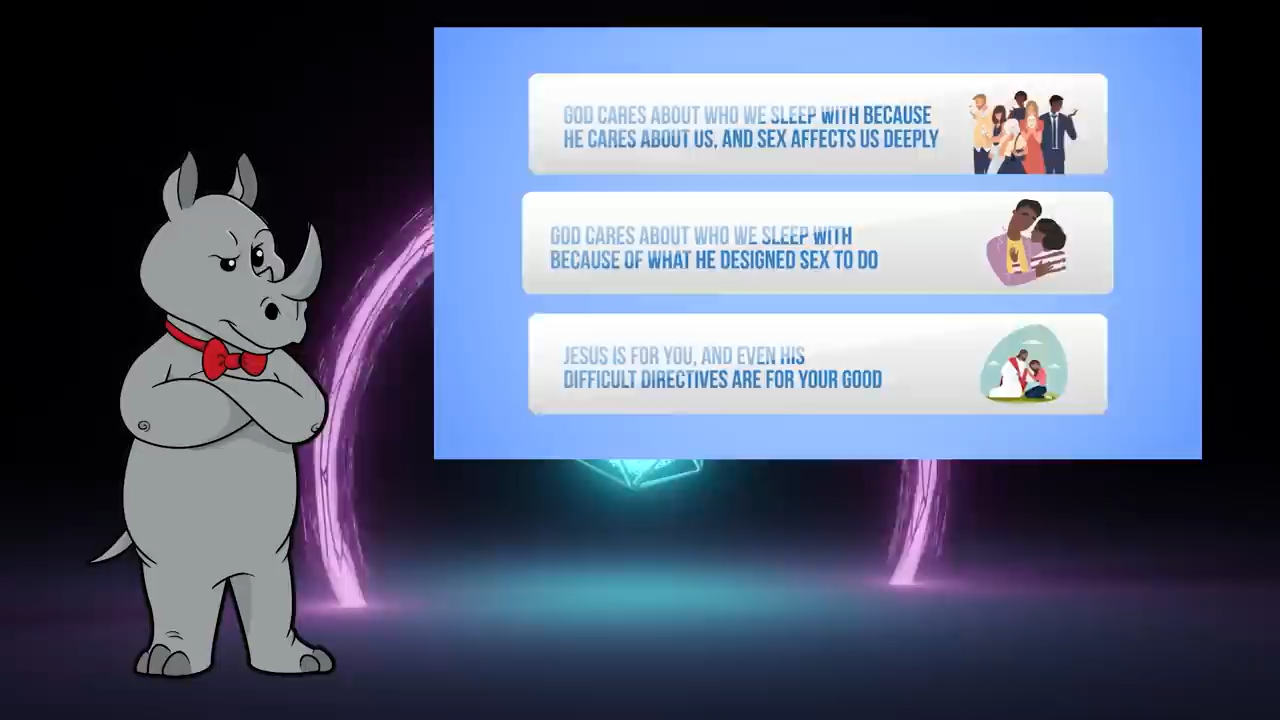 GOD CARES ABOUT WHO WE SLEEP WITH BECAUSE
HE CARES ABOUT US, AND SEX AFFECTS US DEEPLY
GOD CARES ABOUT WHO WE SLEEP WITH
BECAUSE OF WHAT HE DESIGNED SEX TO DO
JESUS IS FOR YOU, AND EVEN HIS
DIFFICULT DIRECTIVES ARE FOR YOUR GOOD